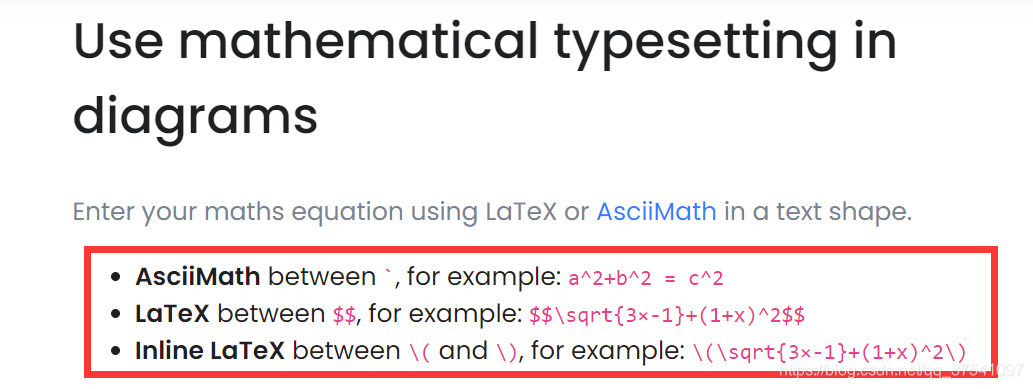 Use mathematical typesetting in
diagrams
Enter your maths equation using LaTeX or AsciiMath in a text shape.
• AsciiMath between `, for example: a^2+b^2 = c^2
• LaTeX between $$, for example: $$\sqrt{3×-1}+(1+x)^2$$
• Inline LaTeX between \( and \), for example: \(\sqrt{3×-1}+(1+x)^2\)
https://blog.csdn.net/qq_37541097